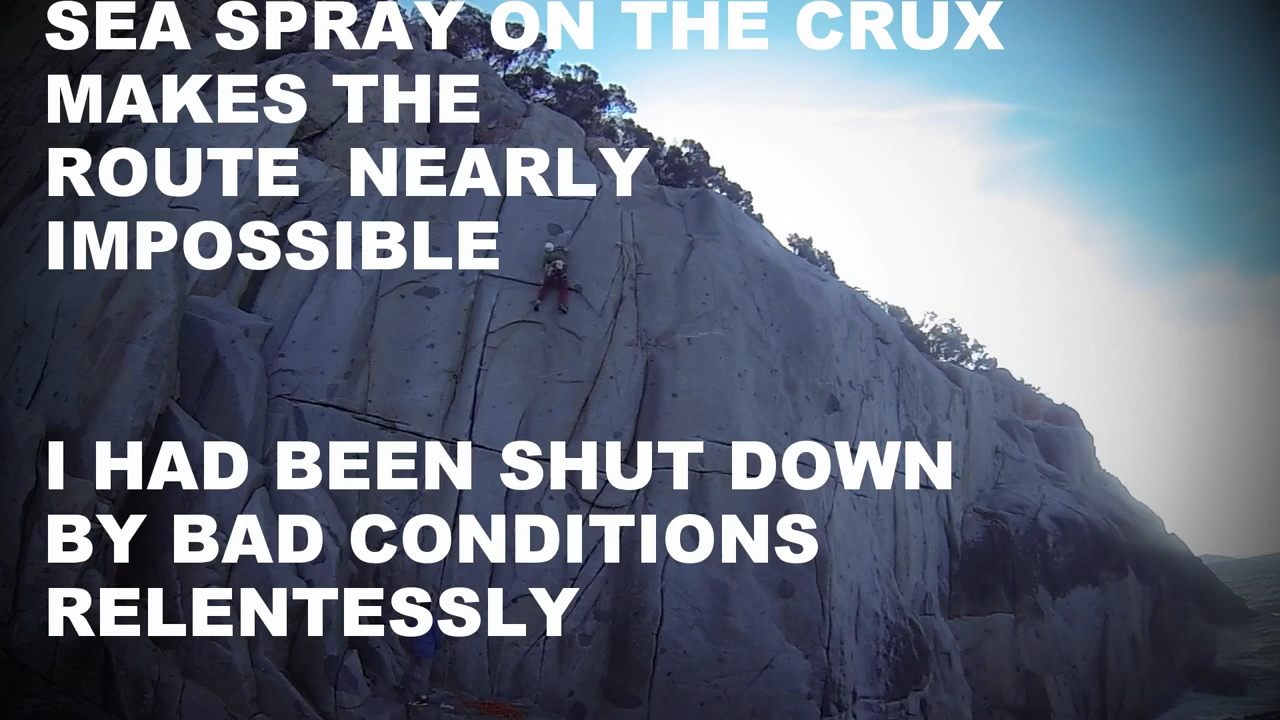 SEA SPRAY ON THE CRUX
MAKES THE
ROUTE  NEARLY
IMPOSSIBLE
I HAD BEEN SHUT DOWN
BY BAD CONDITIONS
RELENTESSLY